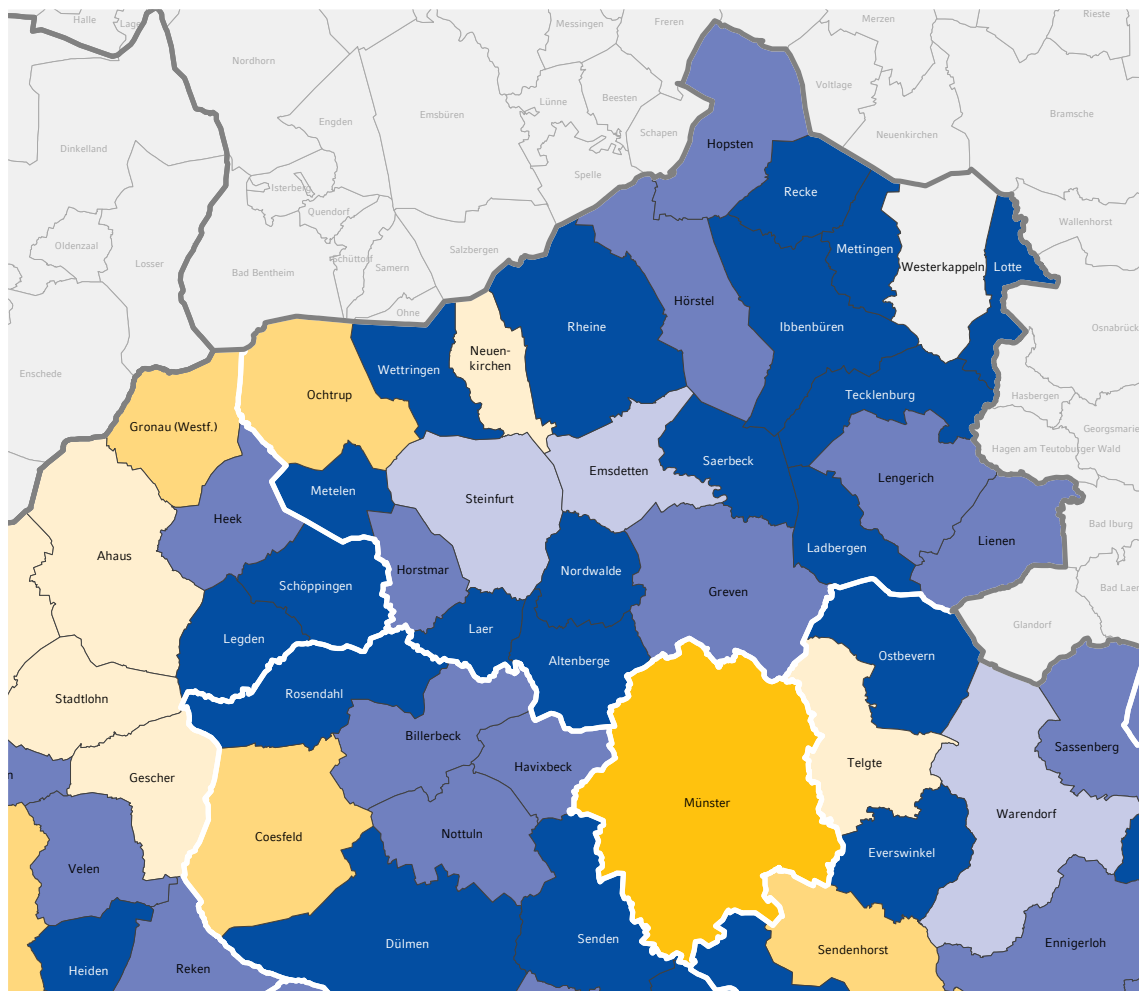 Halle
Lage
Messingen
Freren
Merzen
Rieste
Nordhorn
Lünne
Beesten
Voltlage
Emsbüren
Engden
Schapen
Neuenkirchen
Bramsche
Dinkelland
Spelle
Hopsten
Isterberg
Recke
Quendorf
Wallenhorst
Oldenzaal
Losser
Salzbergen
Mettingen
Schüttorf
Samern
Bad Bentheim
Westerkappeln
Lotte
Hörstel
Ohne
Rheine
Ibbenbüren
Osnabrück
Neuen-
kirchen
Wettringen
Enschede
Ochtrup
Tecklenburg
Hasbergen
Gronau (Westf.)
Georgsmarie
Hagen am Teutoburger Wald
Saerbeck
Emsdetten
Lengerich
Metelen
Steinfurt
Heek
Bad Iburg
Lienen
Ladbergen
Ahaus
Horstmar
Nordwalde
Schöppingen
Bad Laer
Greven
Glandorf
Laer
Legden
Ostbevern
Altenberge
Rosendahl
Stadtlohn
Billerbeck
Sassenberg
Telgte
Havixbeck
n
Gescher
Münster
Warendorf
Nottuln
Coesfeld
Everswinkel
Velen
Senden
Dülmen
Ennigerloh
Sendenhorst
Reken
Heiden